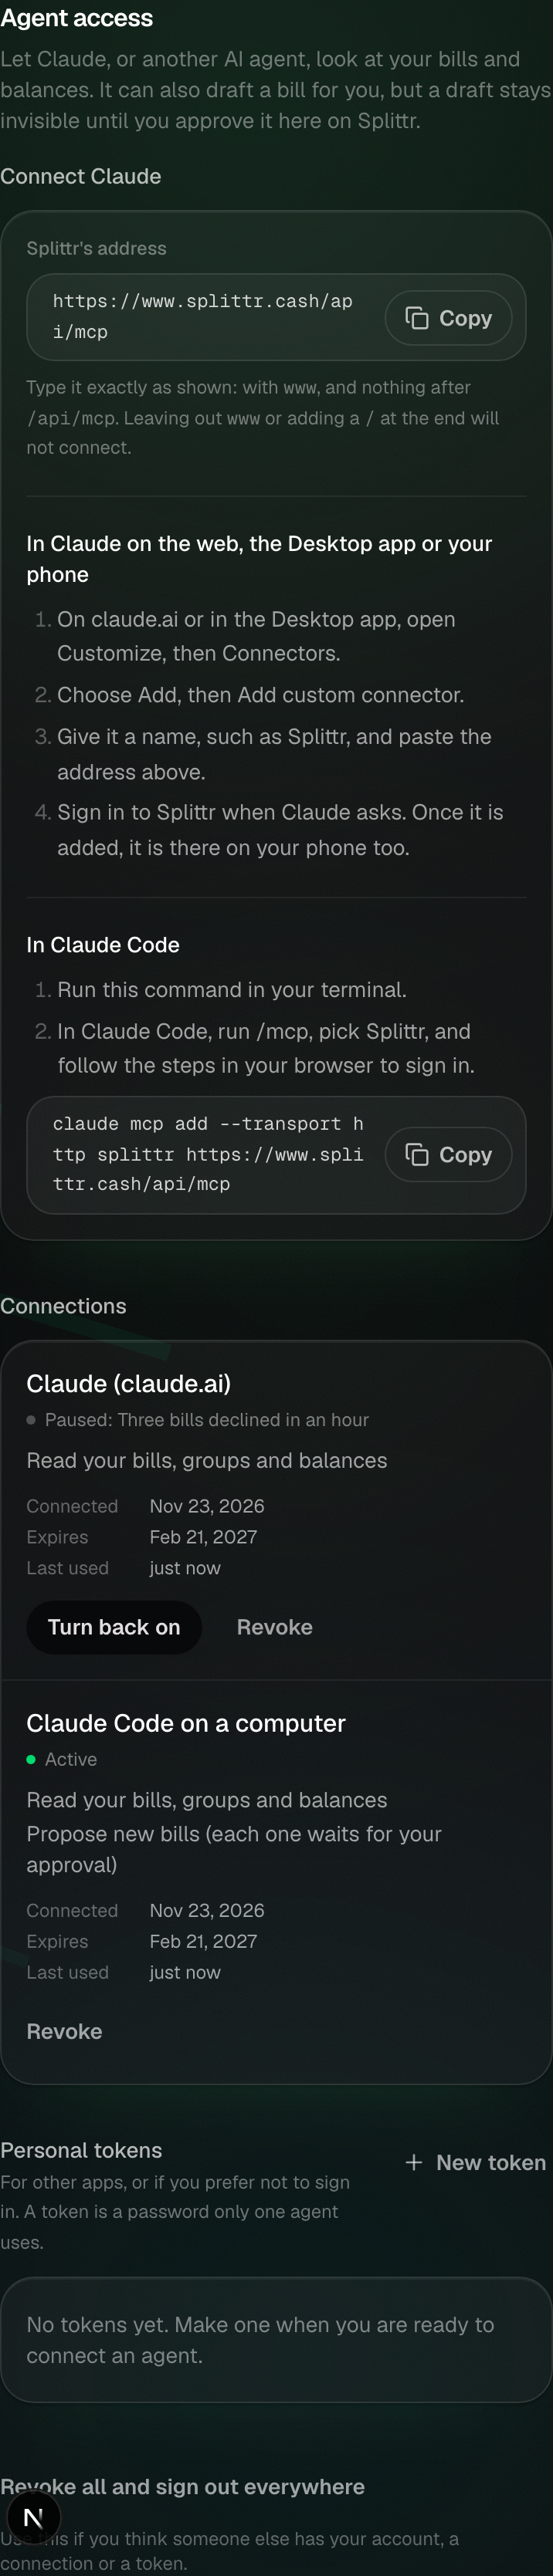 Agent access
Let Claude, or another AI agent, look at your bills and
balances. It can also draft a bill for you, but a draft stays
invisible until you approve it here on Splittr.
Connect Claude
Splittr's address
https://www.splittr.cash/ap
i/mcp
Copy
Type it exactly as shown: with www, and nothing after
/api/mcp. Leaving out www or adding a / at the end will
not connect.
In Claude on the web, the Desktop app or your
phone
1. On claude.ai or in the Desktop app, open
Customize, then Connectors.
2. Choose Add, then Add custom connector.
3. Give it a name, such as Splittr, and paste the
address above.
4. Sign in to Splittr when Claude asks. Once it is
added, it is there on your phone too.
In Claude Code
1. Run this command in your terminal.
2. In Claude Code, run /mcp, pick Splittr, and
follow the steps in your browser to sign in.
claude mcp add --transport h
ttp splittr https://www.spli
ttr.cash/api/mcp
Copy
Connections
Claude (claude.ai)
Paused: Three bills declined in an hour
Read your bills, groups and balances
Connected Nov 23, 2026
Expires Feb 21, 2027
Last used just now
Turn back on Revoke
Claude Code on a computer
Active
Read your bills, groups and balances
Propose new bills (each one waits for your
approval)
Connected Nov 23, 2026
Expires Feb 21, 2027
Last used just now
Revoke
Personal tokens
New token
For other apps, or if you prefer not to sign
in. A token is a password only one agent
uses.
No tokens yet. Make one when you are ready to
connect an agent.
Revoke all and sign out everywhere
N
Use this if you think someone else has your account, a
connection or a token.